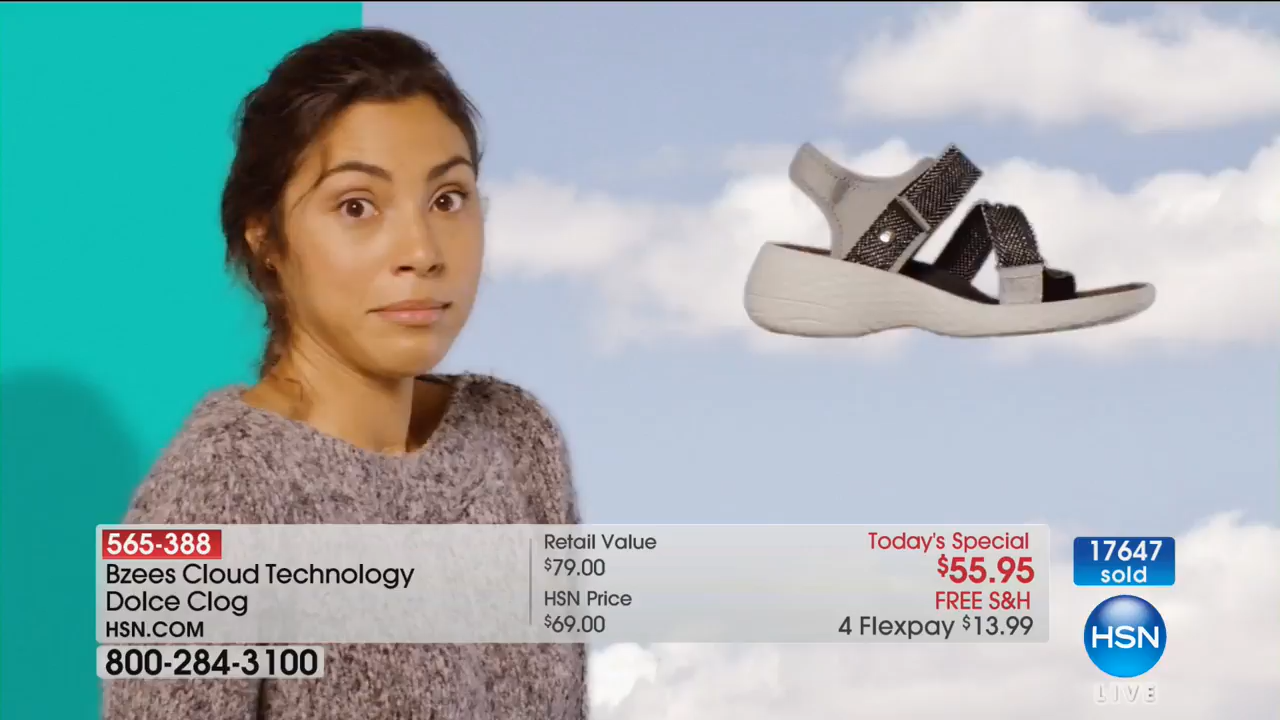 565-388
Bzees Cloud Technology
Dolce Clog
HSN.COM
800-284-3100
Retail Value
$79.00
HSN Price
$69.00
Today's Special
$55.95
FREE S&H
4 Flexpay $13.99
17647
sold
HSN
LIVE